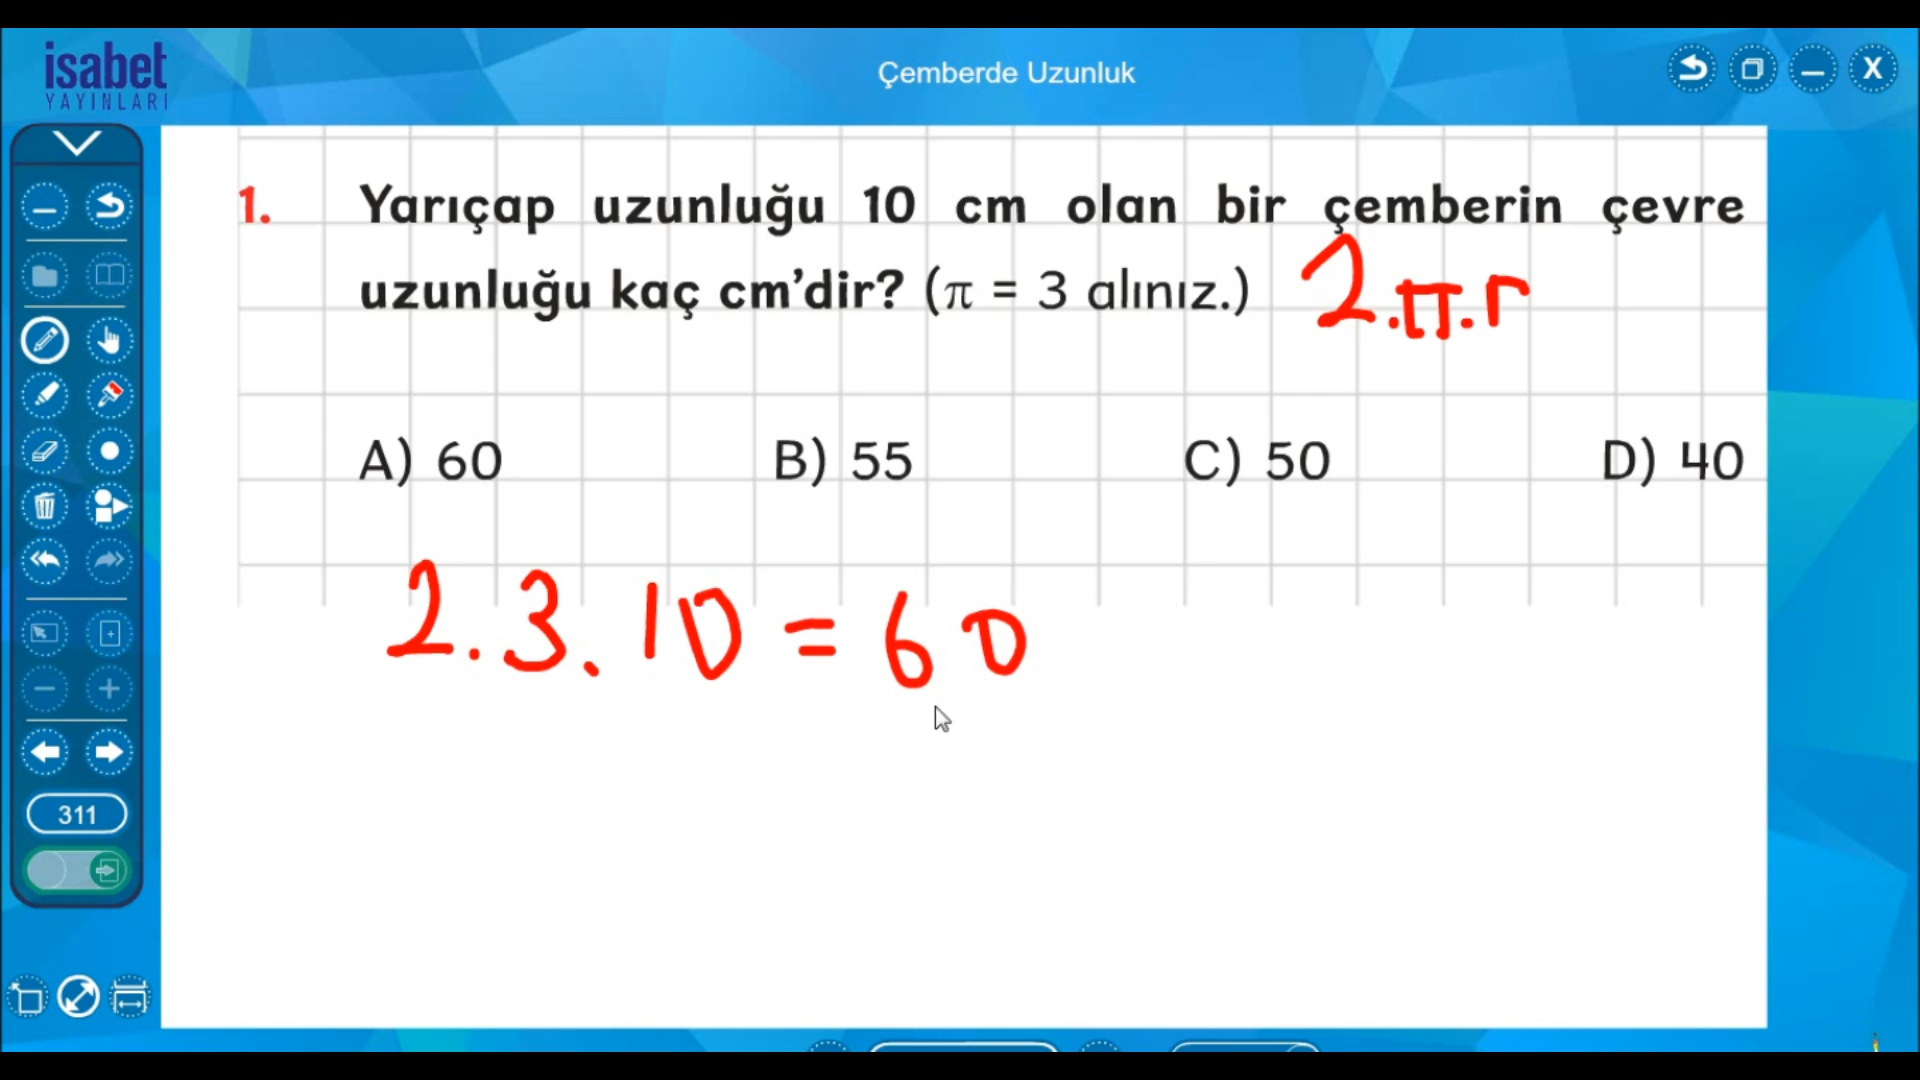 isabet
YAYINLARI
Çemberde Uzunluk
X
1. Yarıçap uzunluğu 10 cm olan bir çemberin çevre
uzunluğu kaç cm'dir? (π = 3 alınız.) 2.π.r
A) 60 B) 55 C) 50 D) 40
2.3.10 = 60
311